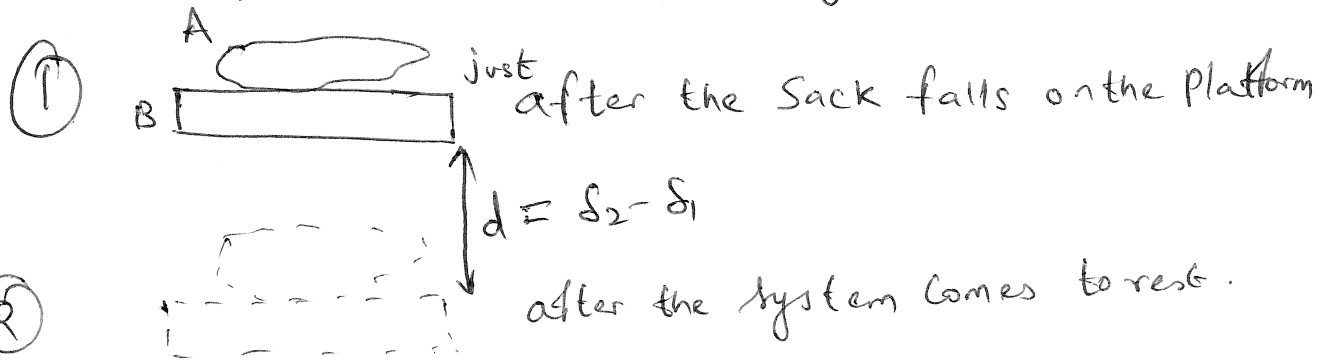 A
① just after the Sack falls on the Platform
B
d = δ2 - δ1
② after the system Comes to rest.